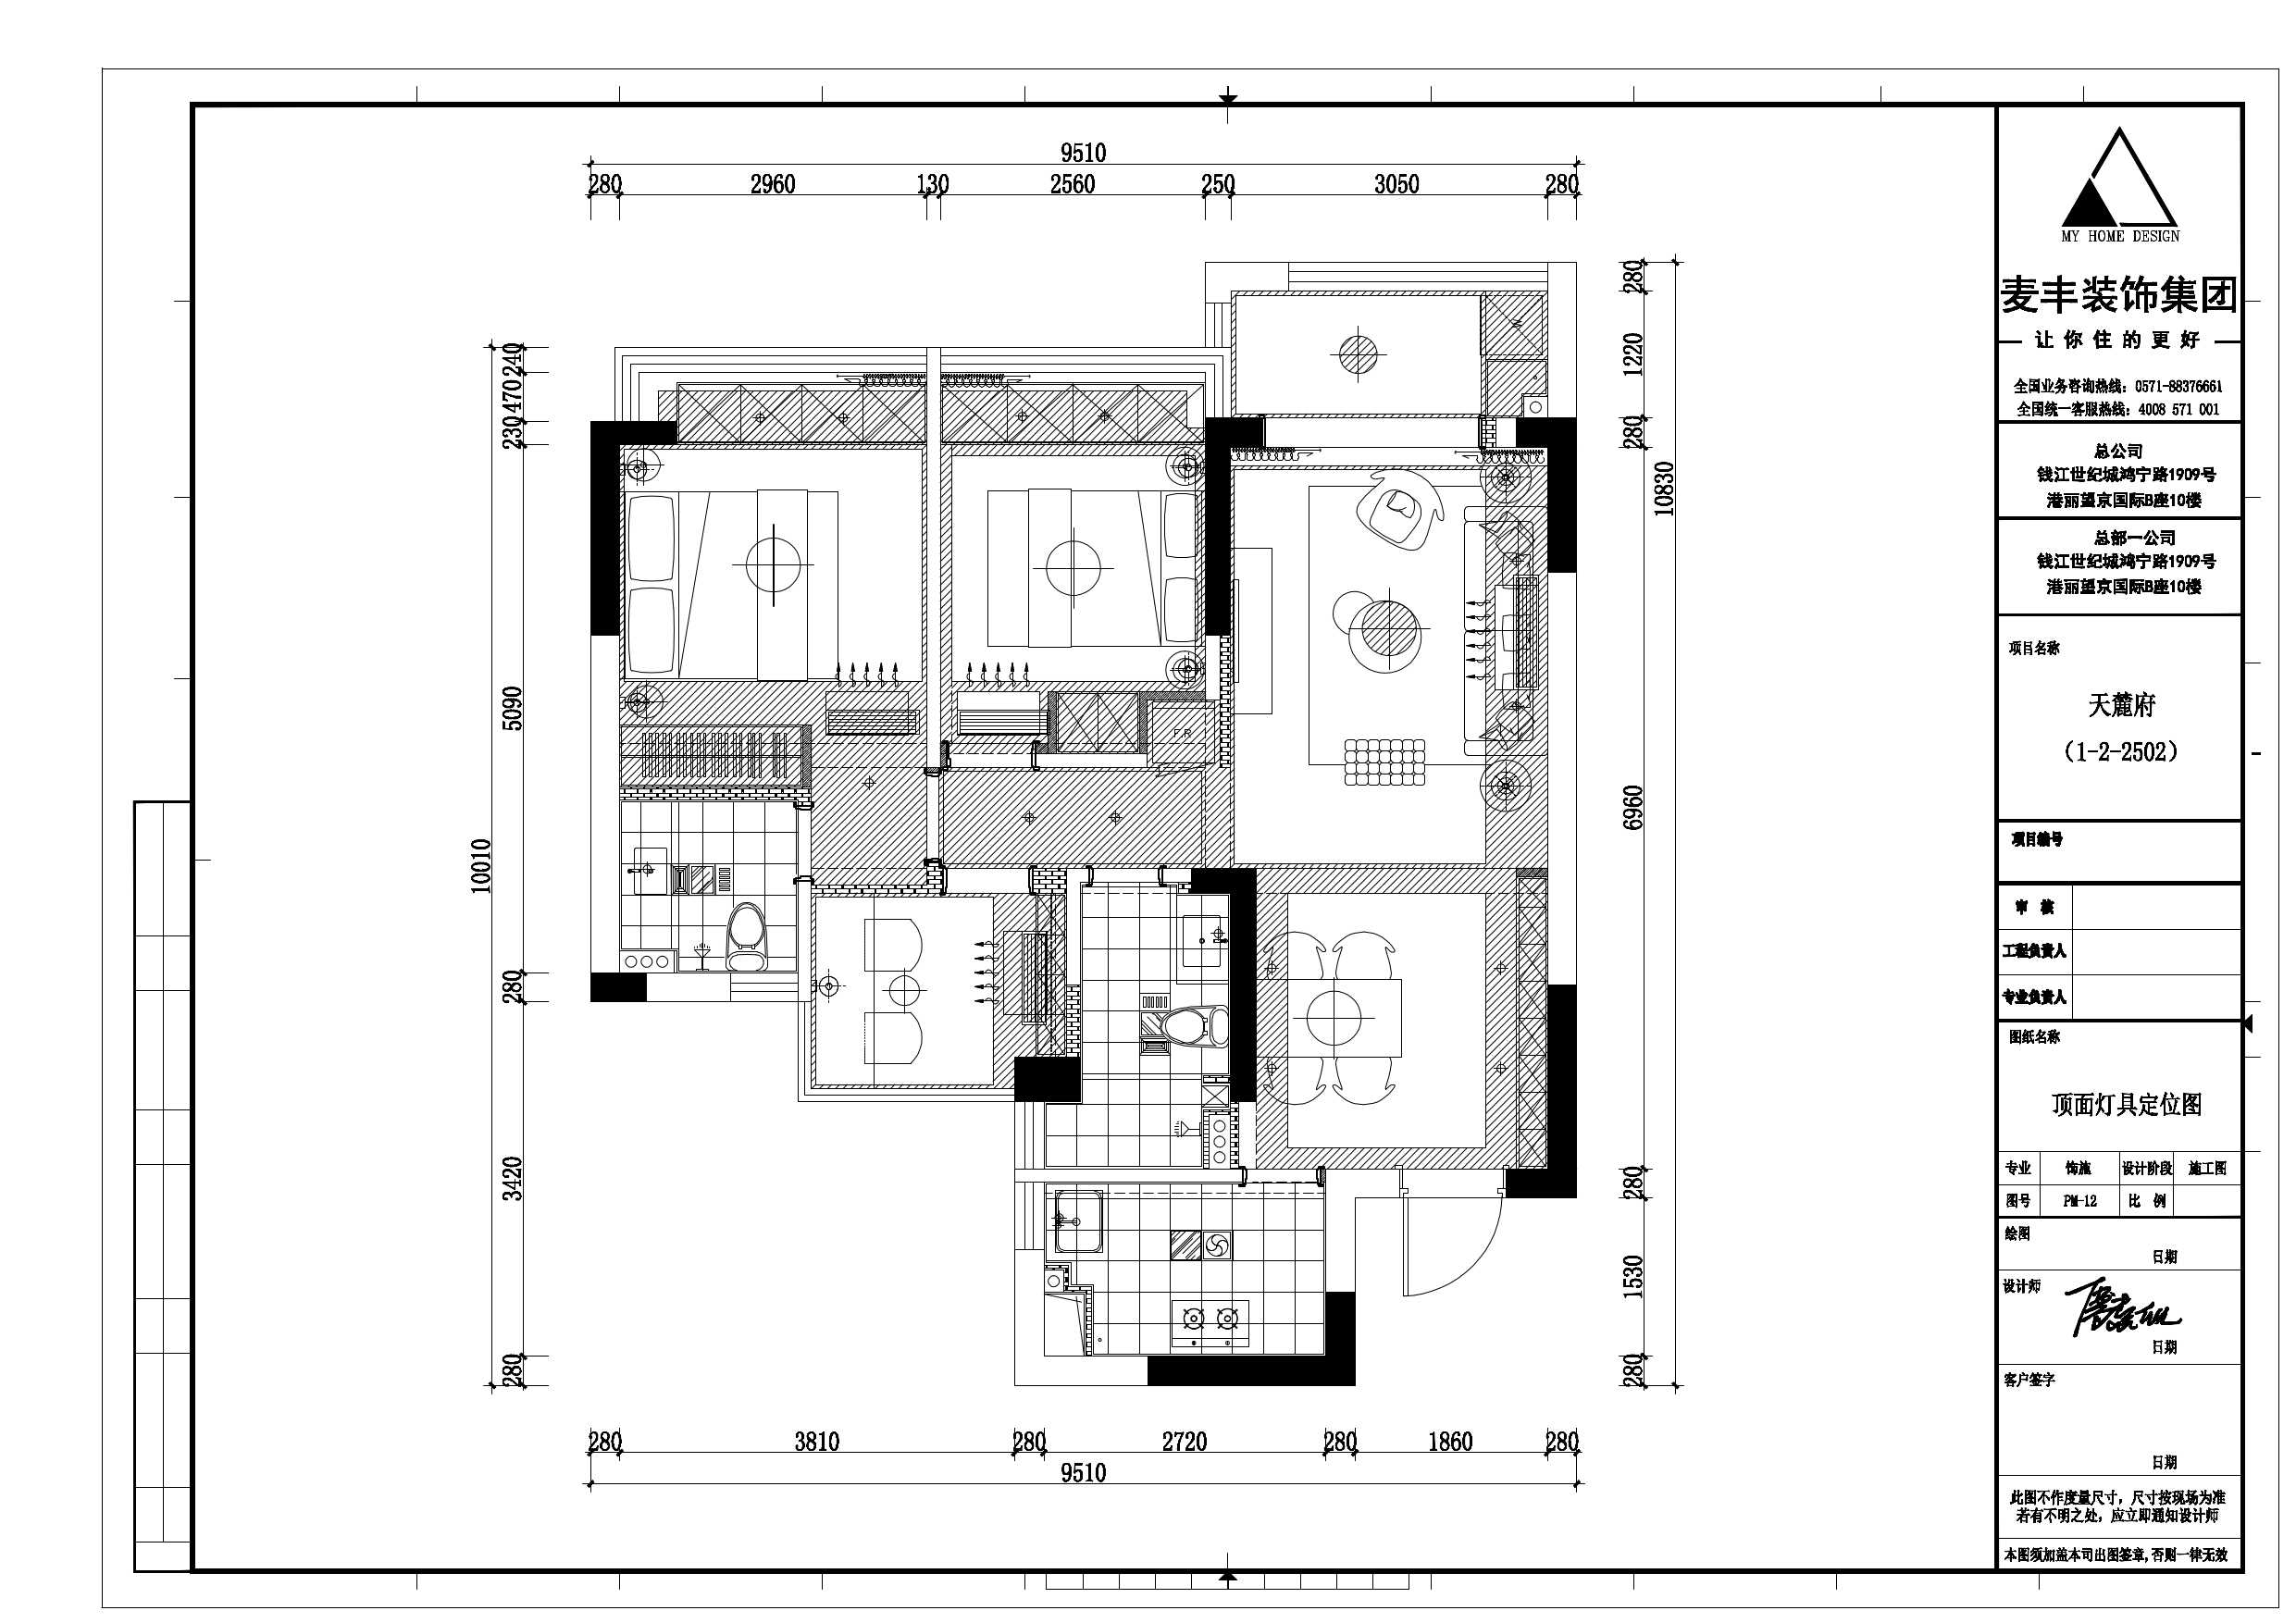 9510
280 2960 130 2560 250 3050 280
240
470
230
5090
280
3420
280
10010
280
1220
280
6960
280
1530
280
10830
W
FR
280 3810 280 2720 280 1860 280
9510
MY HOME DESIGN
麦丰装饰集团
让你住的更好
全国业务咨询热线：0571-88376661
全国统一客服热线：4008 571 001
总公司
钱江世纪城鸿宁路1909号
港丽望京国际B座10楼
总部一公司
钱江世纪城鸿宁路1909号
港丽望京国际B座10楼
项目名称
天麓府
（1-2-2502）
项目编号
审 核
工程负责人
专业负责人
图纸名称
顶面灯具定位图
专业 饰施 设计阶段 施工图
图号 PM-12 比 例
绘图
日期
设计师
日期
客户签字
日期
此图不作度量尺寸，尺寸按现场为准
若有不明之处，应立即通知设计师
本图须加盖本司出图签章，否则一律无效